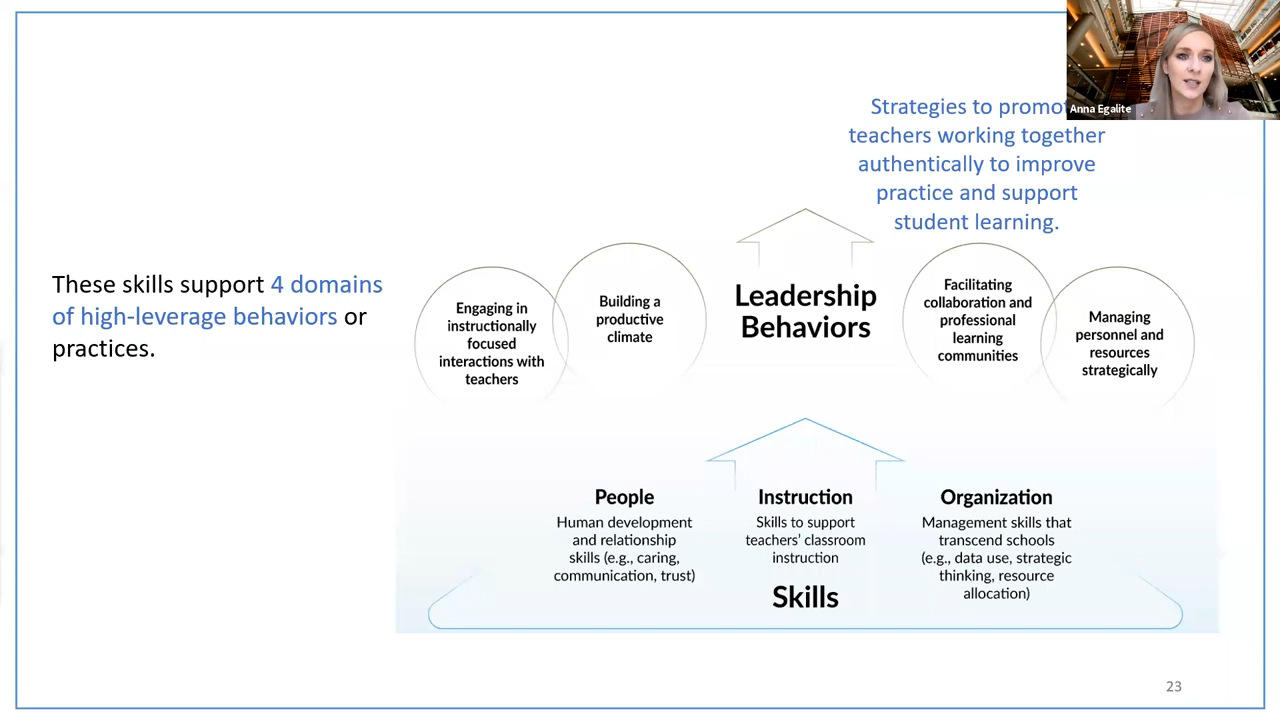 Anna Egalite
Strategies to promo
teachers working together
authentically to improve
practice and support
student learning.
These skills support 4 domains
of high-leverage behaviors or
practices.
Engaging in
instructionally
focused
interactions with
teachers
Building a
productive
climate
Leadership
Behaviors
Facilitating
collaboration and
professional
learning
communities
Managing
personnel and
resources
strategically
People
Human development
and relationship
skills (e.g., caring,
communication, trust)
Instruction
Skills to support
teachers' classroom
instruction
Organization
Management skills that
transcend schools
(e.g., data use, strategic
thinking, resource
allocation)
Skills
23